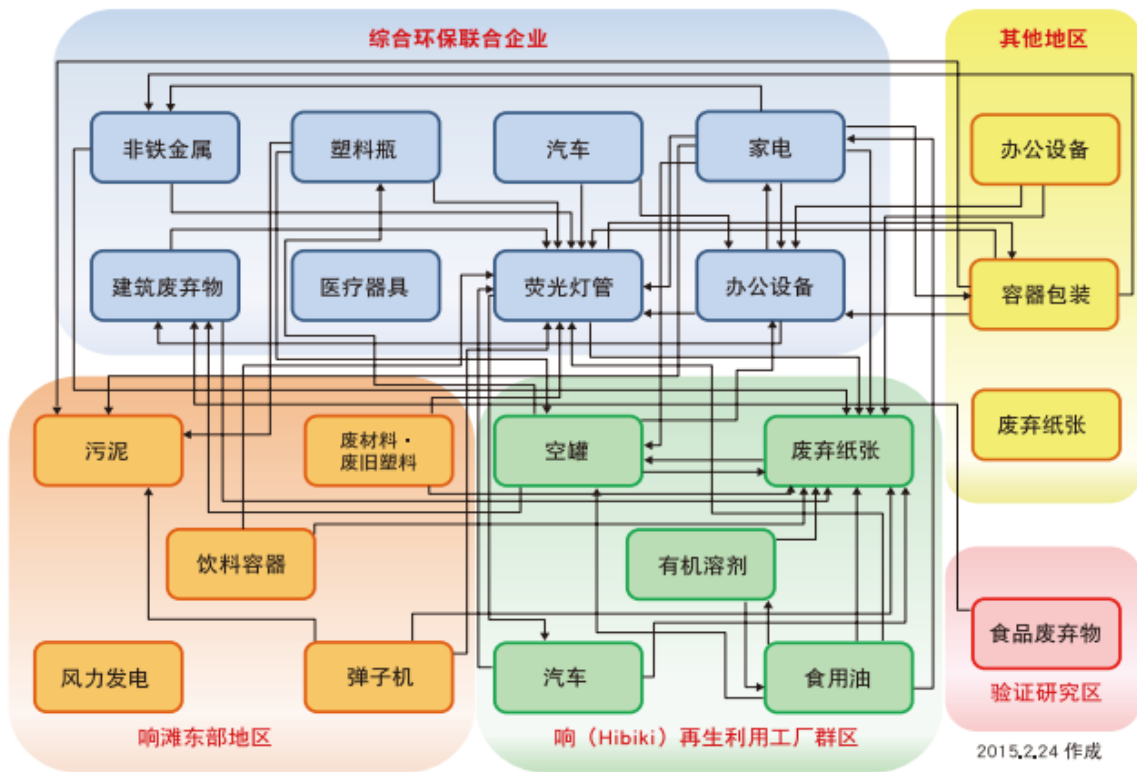 综合环保联合企业
其他地区
非铁金属
塑料瓶
汽车
家电
办公设备
建筑废弃物
医疗器具
荧光灯管
办公设备
容器包装
污泥
废材料・
废旧塑料
空罐
废弃纸张
废弃纸张
饮料容器
有机溶剂
食品废弃物
风力发电
弹子机
汽车
食用油
验证研究区
响滩东部地区
响（Hibiki）再生利用工厂群区
2015.2.24 作成